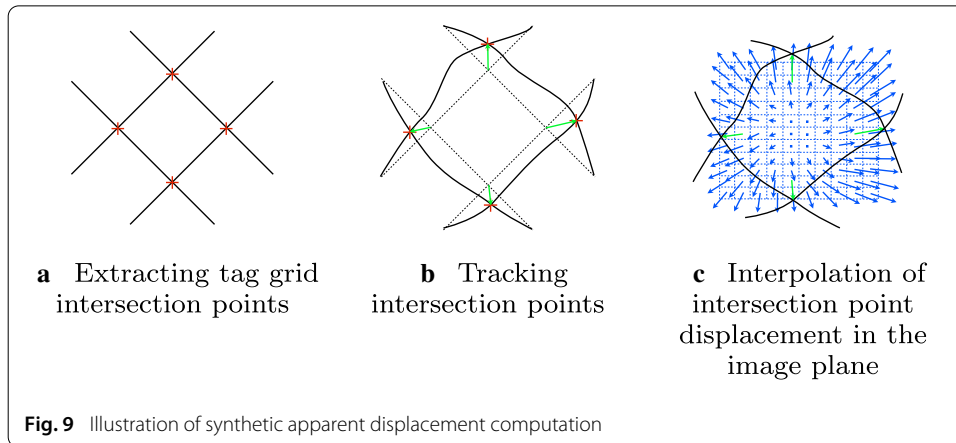 a Extracting tag grid
intersection points
b Tracking
intersection points
c Interpolation of
intersection point
displacement in the
image plane
Fig. 9 Illustration of synthetic apparent displacement computation